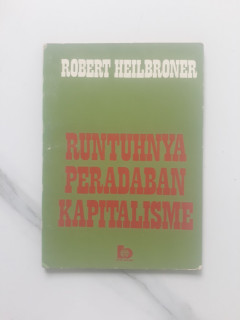 ROBERT HEILBRONER
RUNTUHNYA
PERADABAN
KAPITALISME